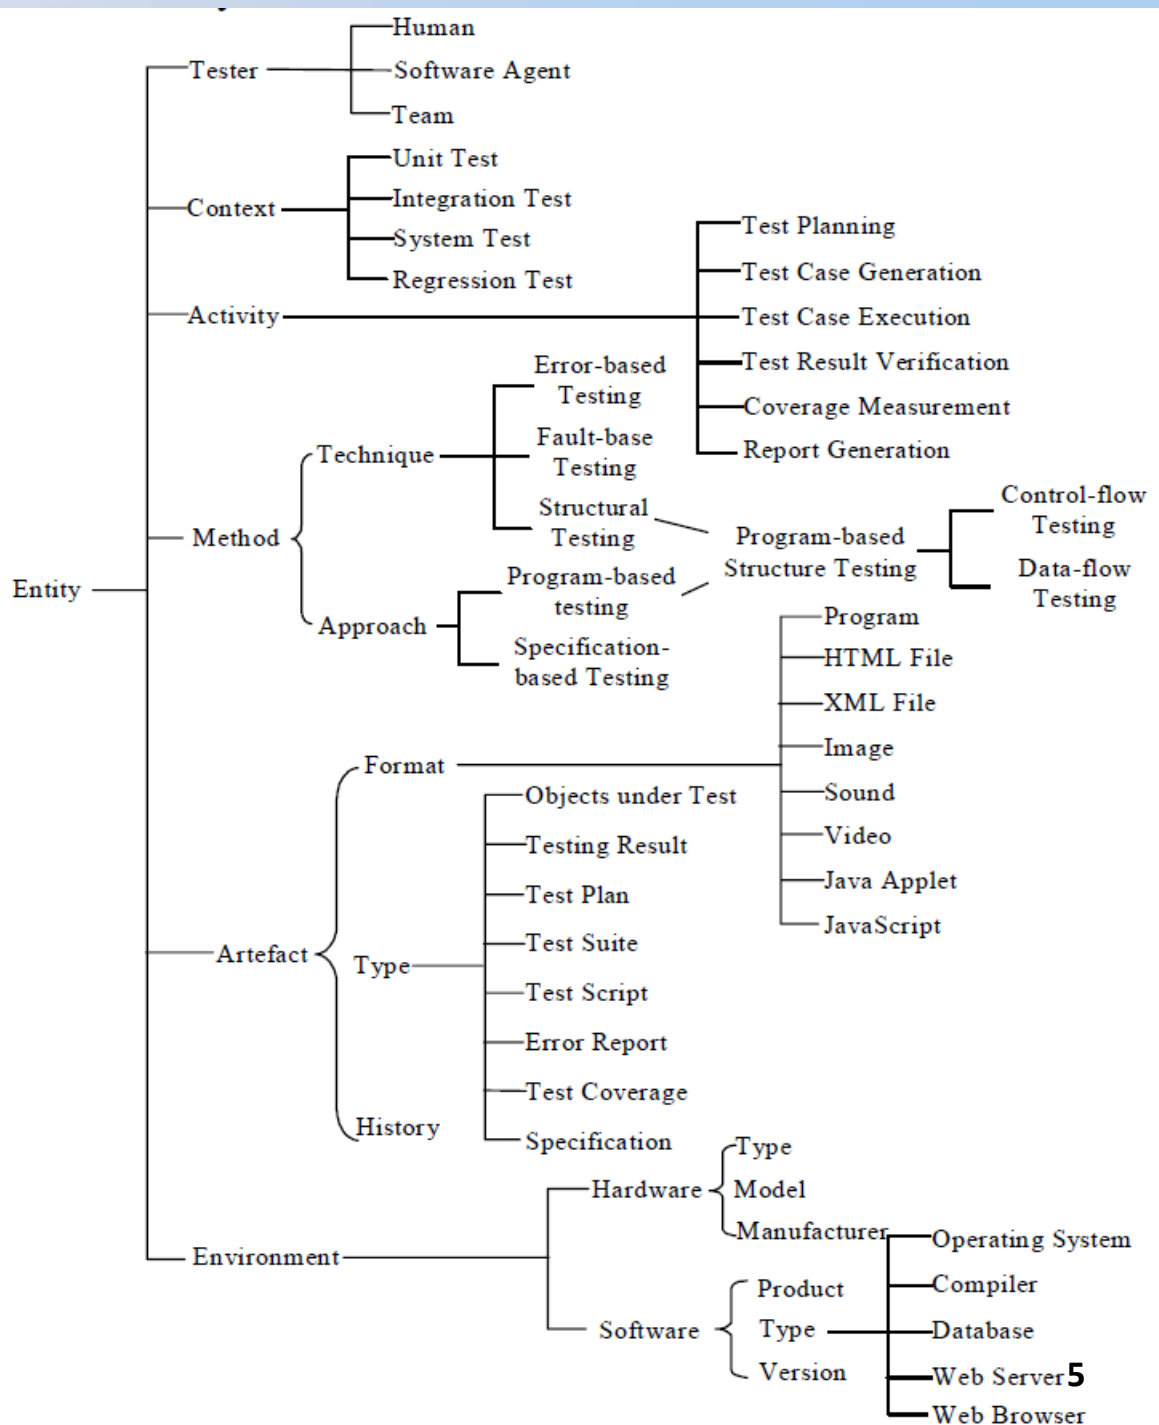 Human
Tester
Software Agent
Team
Unit Test
Context
Integration Test
System Test
Regression Test
Activity
Test Planning
Test Case Generation
Test Case Execution
Test Result Verification
Coverage Measurement
Report Generation
Error-based
Testing
Technique
Fault-base
Testing
Structural
Testing
Method
Program-based
Structure Testing
Control-flow
Testing
Data-flow
Testing
Entity
Program-based
testing
Approach
Specification-
based Testing
Program
HTML File
XML File
Image
Sound
Video
Java Applet
JavaScript
Format
Objects under Test
Testing Result
Test Plan
Test Suite
Artefact
Type
Test Script
Error Report
Test Coverage
History
Specification
Type
Hardware
Model
Manufacturer
Environment
Operating System
Product
Compiler
Software
Type
Database
Version
Web Server
5
Web Browser